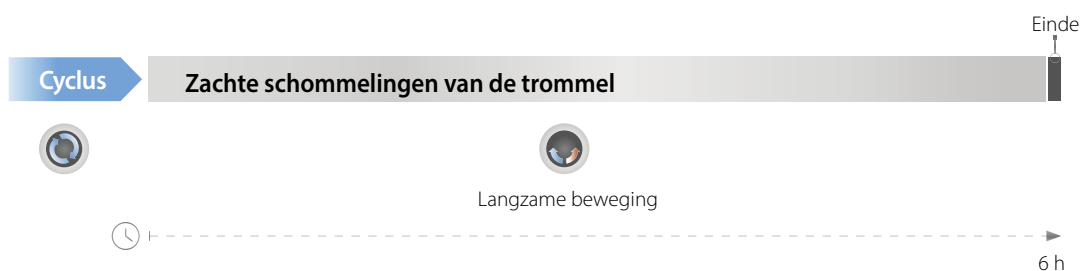 Einde
Cyclus
Zachte schommelingen van de trommel
Langzame beweging
6 h